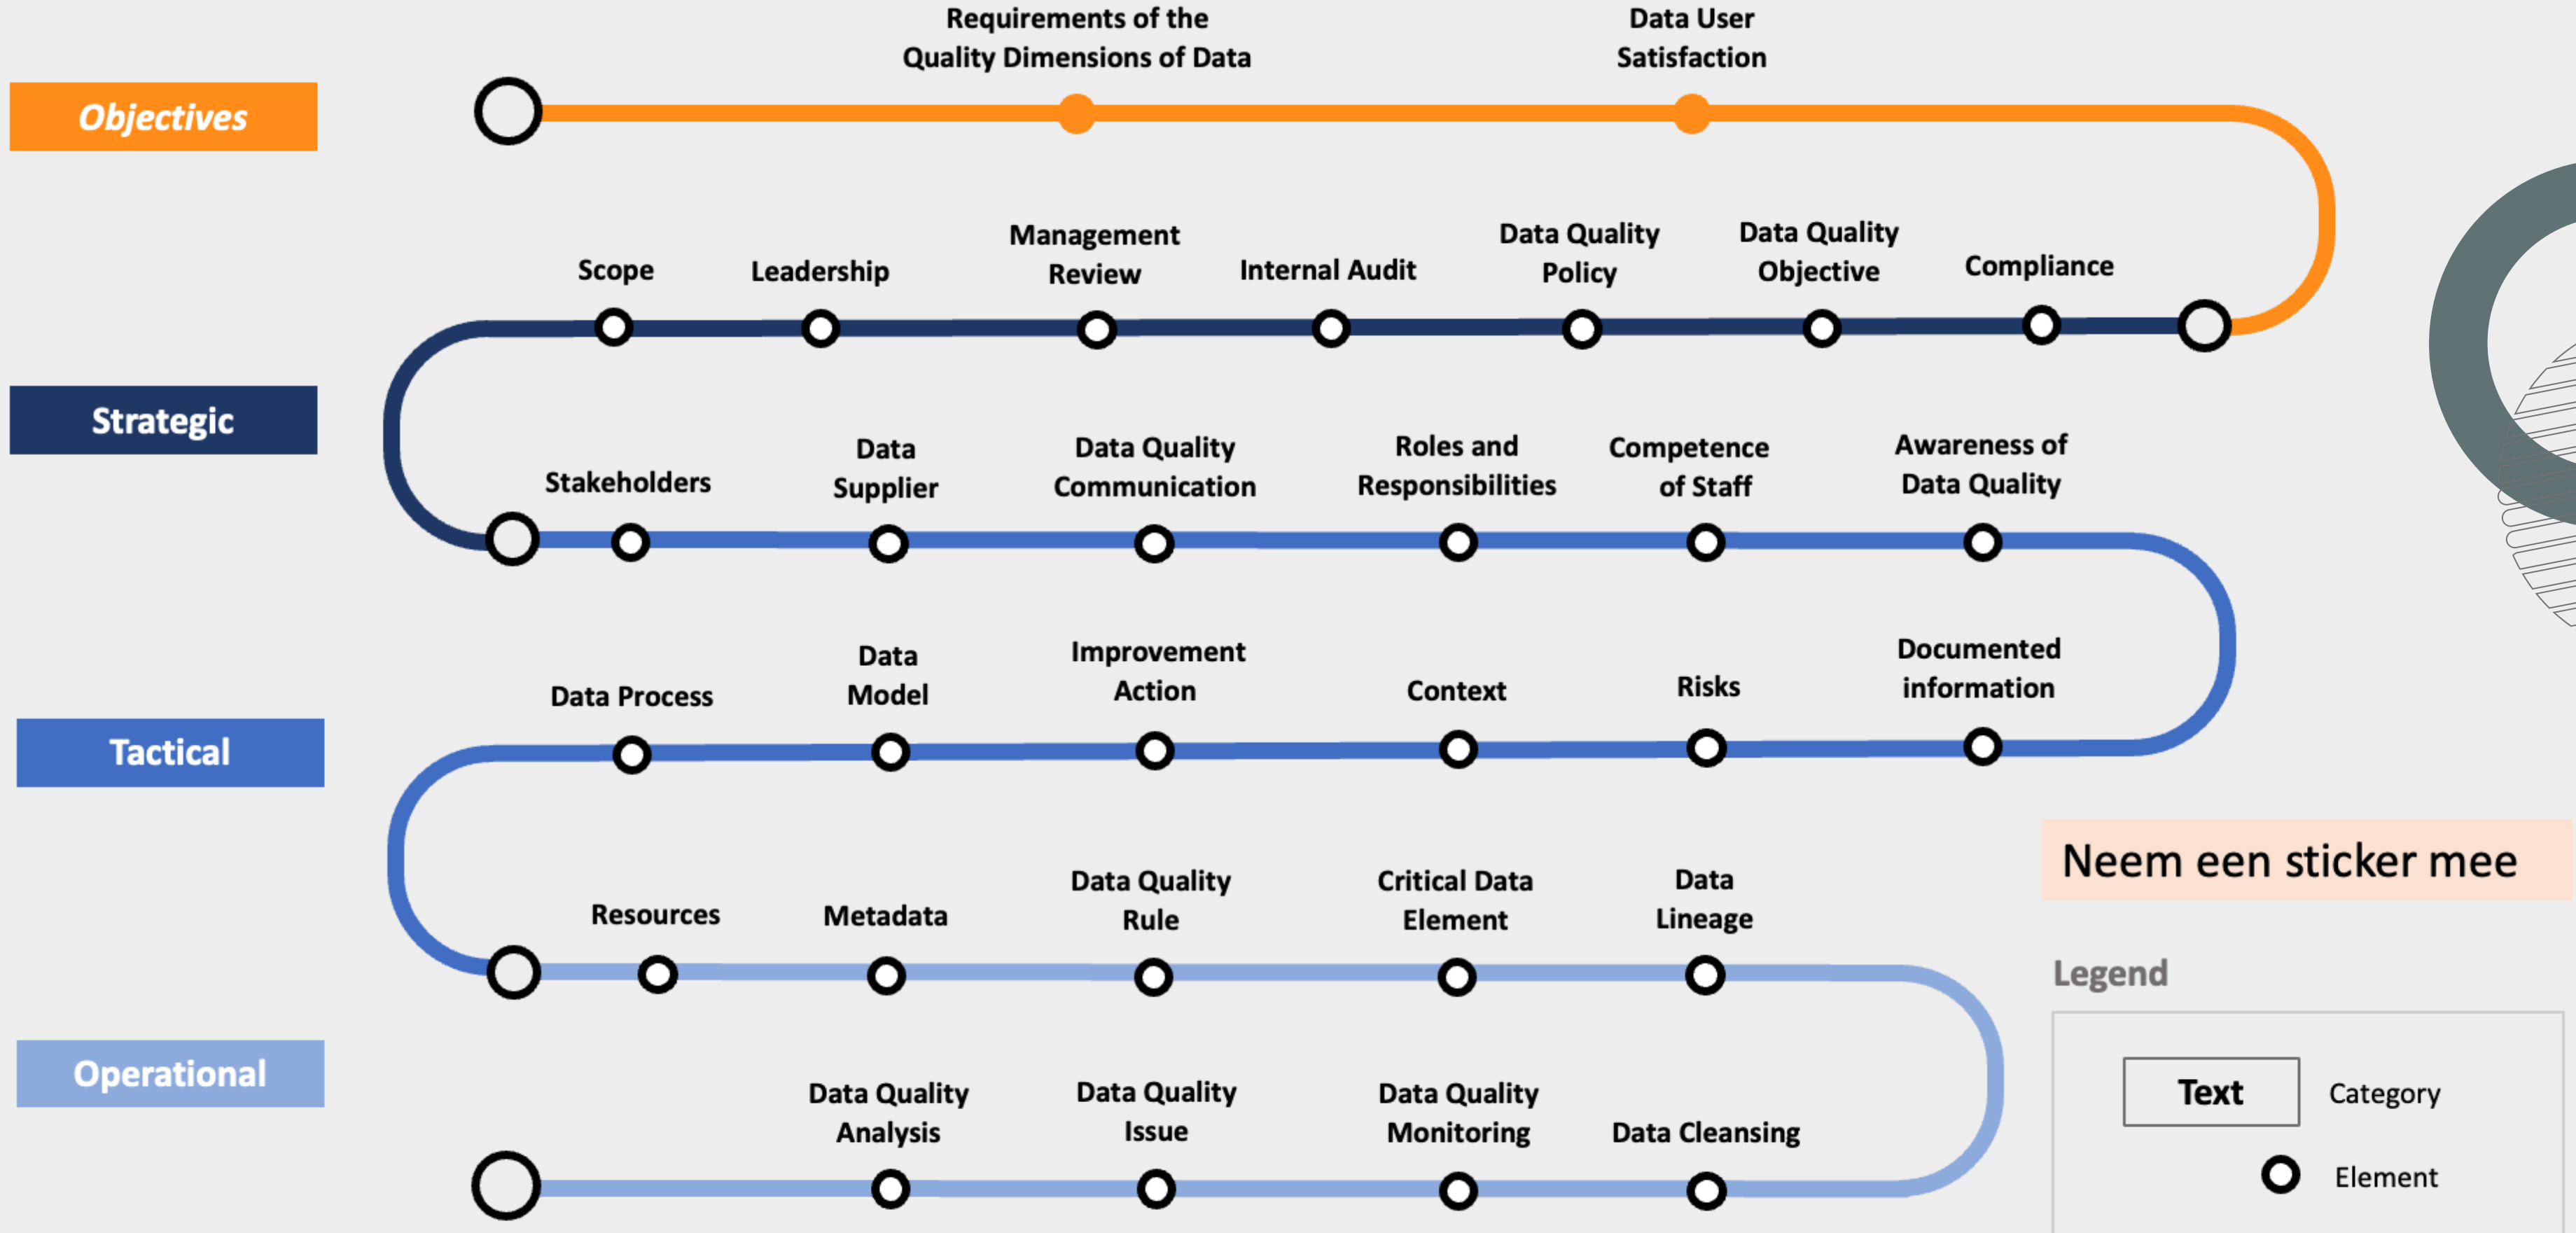 Requirements of the
Quality Dimensions of Data
Data User
Satisfaction
Objectives
Scope
Leadership
Management
Review
Internal Audit
Data Quality
Policy
Data Quality
Objective
Compliance
Strategic
Stakeholders
Data
Supplier
Data Quality
Communication
Roles and
Responsibilities
Competence
of Staff
Awareness of
Data Quality
Tactical
Data Process
Data
Model
Improvement
Action
Context
Risks
Documented
information
Neem een sticker mee
Resources
Metadata
Data Quality
Rule
Critical Data
Element
Data
Lineage
Operational
Data Quality
Analysis
Data Quality
Issue
Data Quality
Monitoring
Data Cleansing
Legend
Text
Category
Element